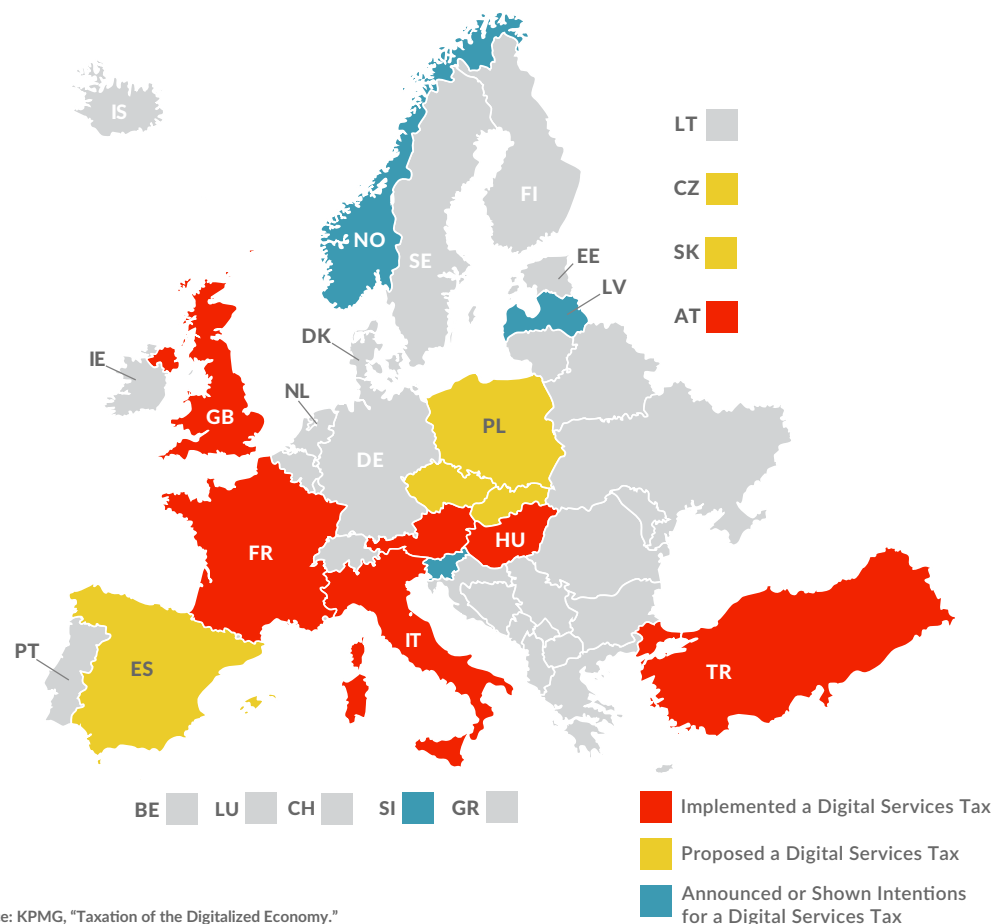 IS
LT
FI
CZ
NO
SE
EE
SK
LV
AT
DK
IE
NL
GB
PL
DE
HU
FR
IT
PT
ES
TR
BE
LU
CH
SI
GR
Implemented a Digital Services Tax
Proposed a Digital Services Tax
Announced or Shown Intentions
for a Digital Services Tax
e: KPMG, “Taxation of the Digitalized Economy.”